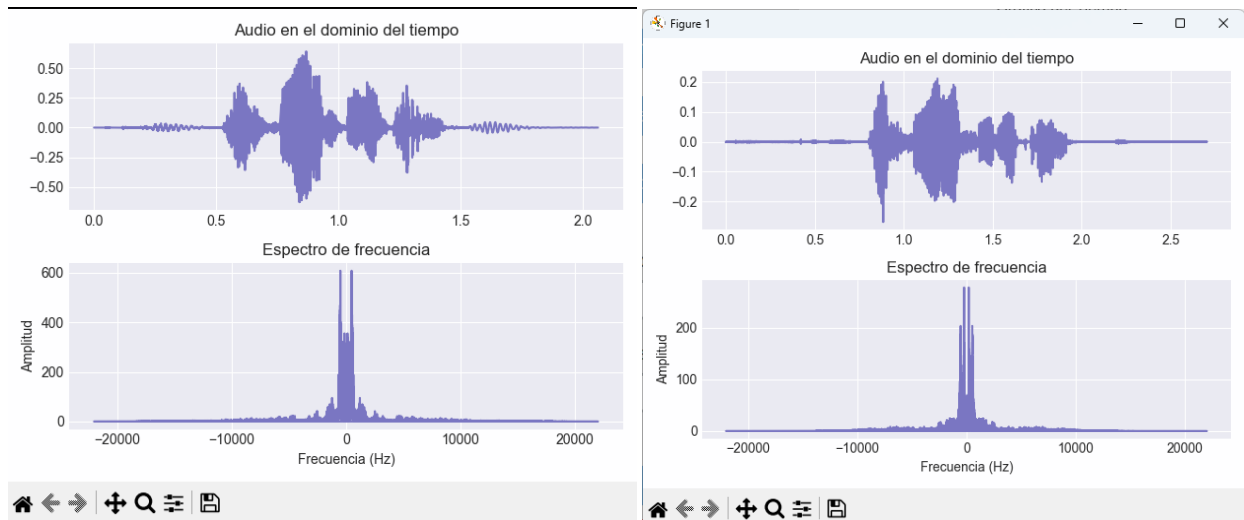 Audio en el dominio del tiempo
0.50
0.25
0.00
−0.25
−0.50
0.0 0.5 1.0 1.5 2.0
Espectro de frecuencia
600
400
200
0
Amplitud
−20000 −10000 0 10000 20000
Frecuencia (Hz)
Figure 1
Audio en el dominio del tiempo
0.2
0.1
0.0
−0.1
−0.2
0.0 0.5 1.0 1.5 2.0 2.5
Espectro de frecuencia
200
100
0
Amplitud
−20000 −10000 0 10000 20000
Frecuencia (Hz)